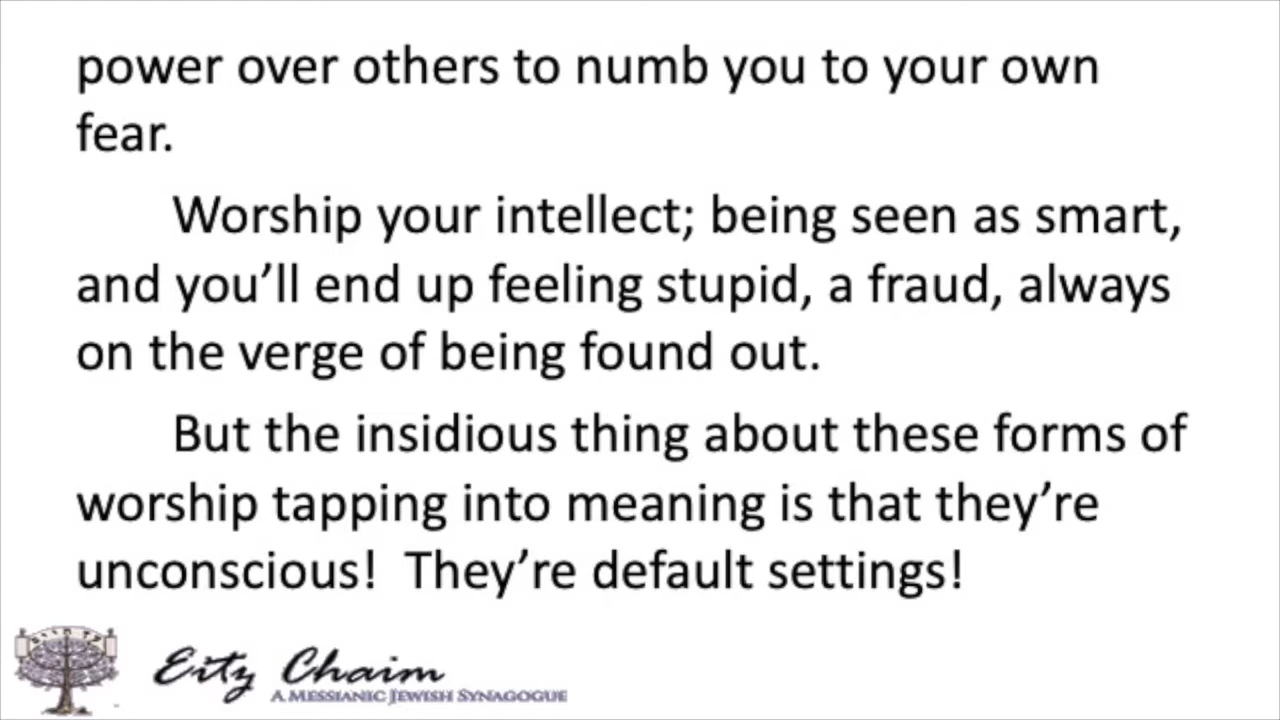 power over others to numb you to your own
fear.
Worship your intellect; being seen as smart,
and you’ll end up feeling stupid, a fraud, always
on the verge of being found out.
But the insidious thing about these forms of
worship tapping into meaning is that they’re
unconscious!  They’re default settings!
Eitz Chaim
A Messianic Jewish Synagogue